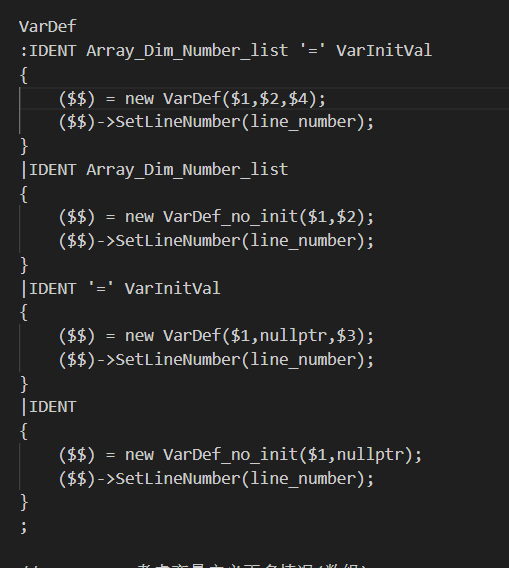 VarDef
:IDENT Array_Dim_Number_list '=' VarInitVal
{
    ($$) = new VarDef($1,$2,$4);
    ($$)->SetLineNumber(line_number);
}
|IDENT Array_Dim_Number_list
{
    ($$) = new VarDef_no_init($1,$2);
    ($$)->SetLineNumber(line_number);
}
|IDENT '=' VarInitVal
{
    ($$) = new VarDef($1,nullptr,$3);
    ($$)->SetLineNumber(line_number);
}
|IDENT
{
    ($$) = new VarDef_no_init($1,nullptr);
    ($$)->SetLineNumber(line_number);
}
;